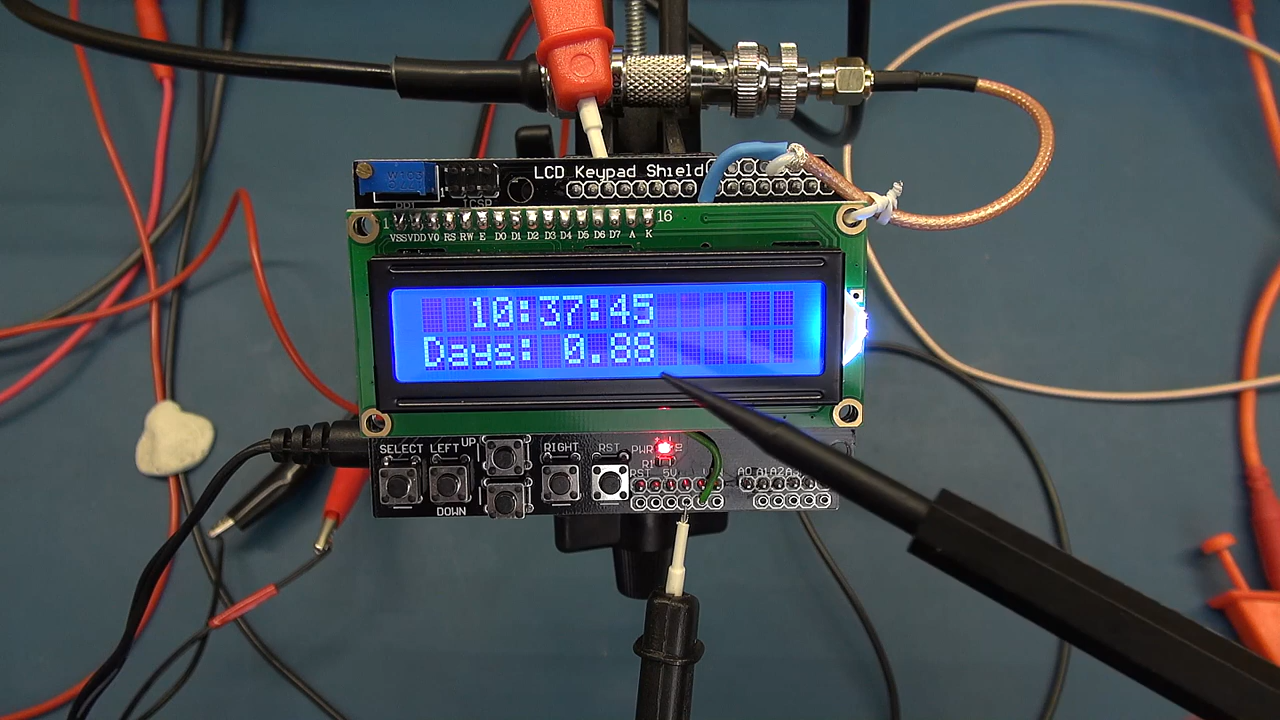 LCD Keypad Shield
ICSP
1 16
VSS VDD V0 RS RW E D0 D1 D2 D3 D4 D5 D6 D7 A K
10:37:45
Days: 0.88
SELECT LEFT UP RIGHT RST PWR
R1
RST 5V
A0 A1 A2
DOWN